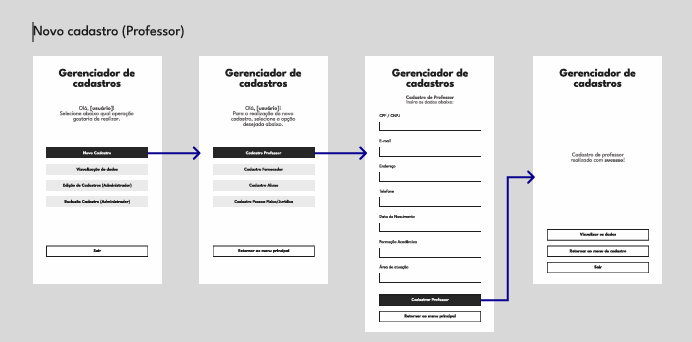 Novo cadastro (Professor)
Gerenciador de
cadastros
Olá, [usuário]!
Selecione abaixo qual operação
gostaria de realizar.
Novo Cadastro
Visualização de dados
Edição de Cadastros (Administrador)
Exclusão Cadastro (Administrador)
Sair
Gerenciador de
cadastros
Olá, [usuário]!
Para a realização do novo
cadastro, selecione a opção
desejada abaixo.
Cadastro Professor
Cadastro Fornecedor
Cadastro Aluno
Cadastro Pessoa Física/Jurídica
Retornar ao menu principal
Gerenciador de
cadastros
Cadastro de Professor
Insira os dados abaixo:
CPF / CNPJ
E-mail
Endereço
Telefone
Data de Nascimento
Formação Acadêmica
Área de atuação
Cadastrar Professor
Retornar ao menu principal
Gerenciador de
cadastros
Cadastro de professor
realizado com sucesso!
Visualizar os dados
Retornar ao menu de cadastro
Sair